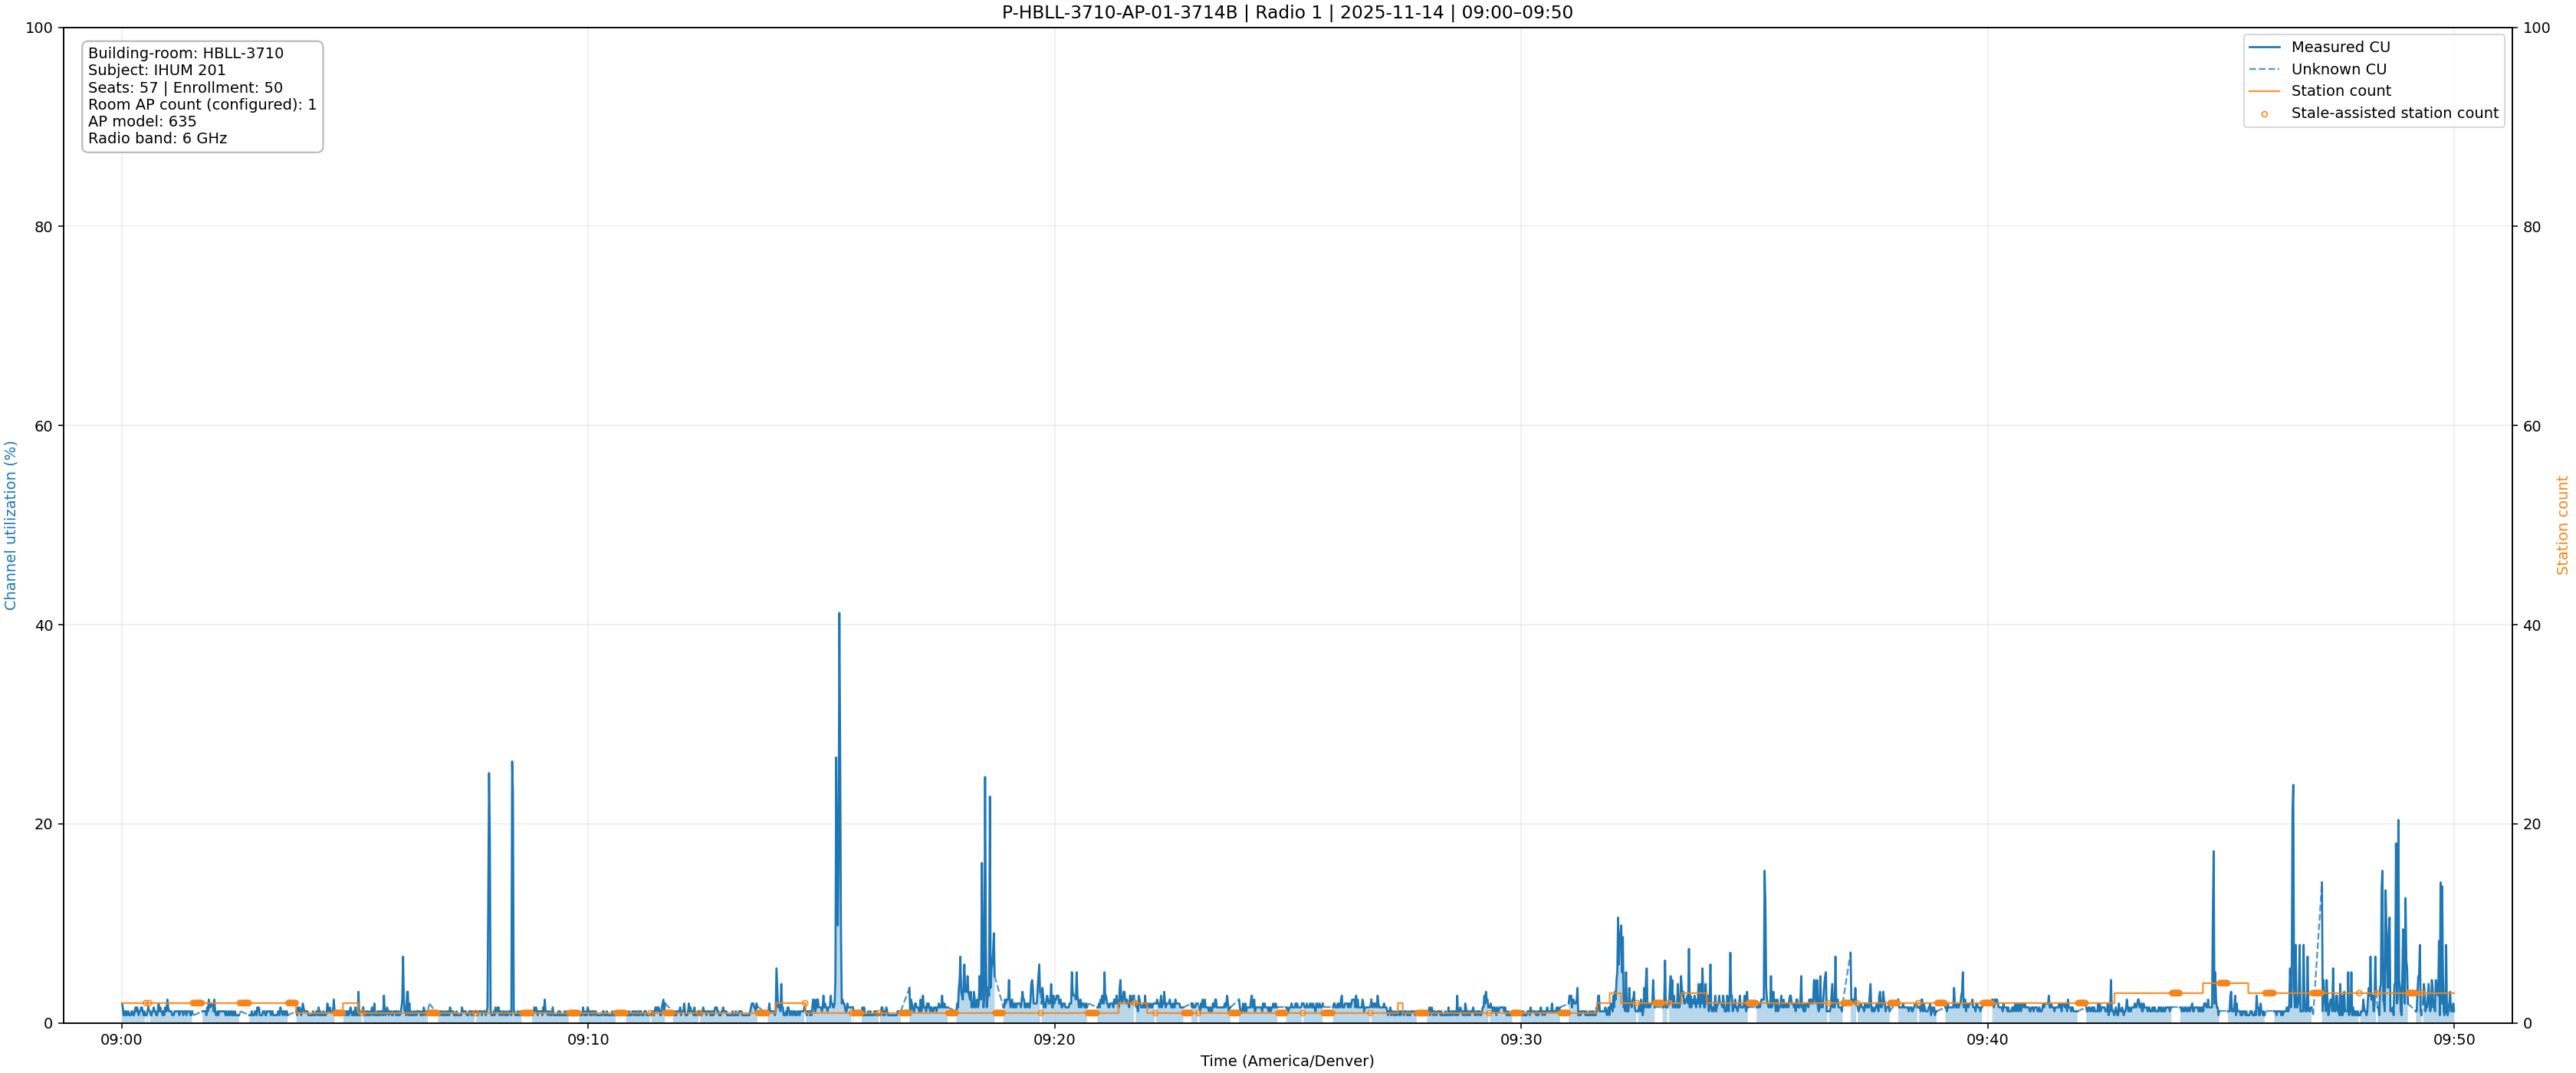 P-HBLL-3710-AP-01-3714B | Radio 1 | 2025-11-14 | 09:00–09:50
Building-room: HBLL-3710
Subject: IHUM 201
Seats: 57 | Enrollment: 50
Room AP count (configured): 1
AP model: 635
Radio band: 6 GHz
Measured CU
Unknown CU
Station count
Stale-assisted station count
Channel utilization (%)
100
80
60
40
20
0
100
80
60
40
20
0
Station count
09:00
09:10
09:20
09:30
09:40
09:50
Time (America/Denver)